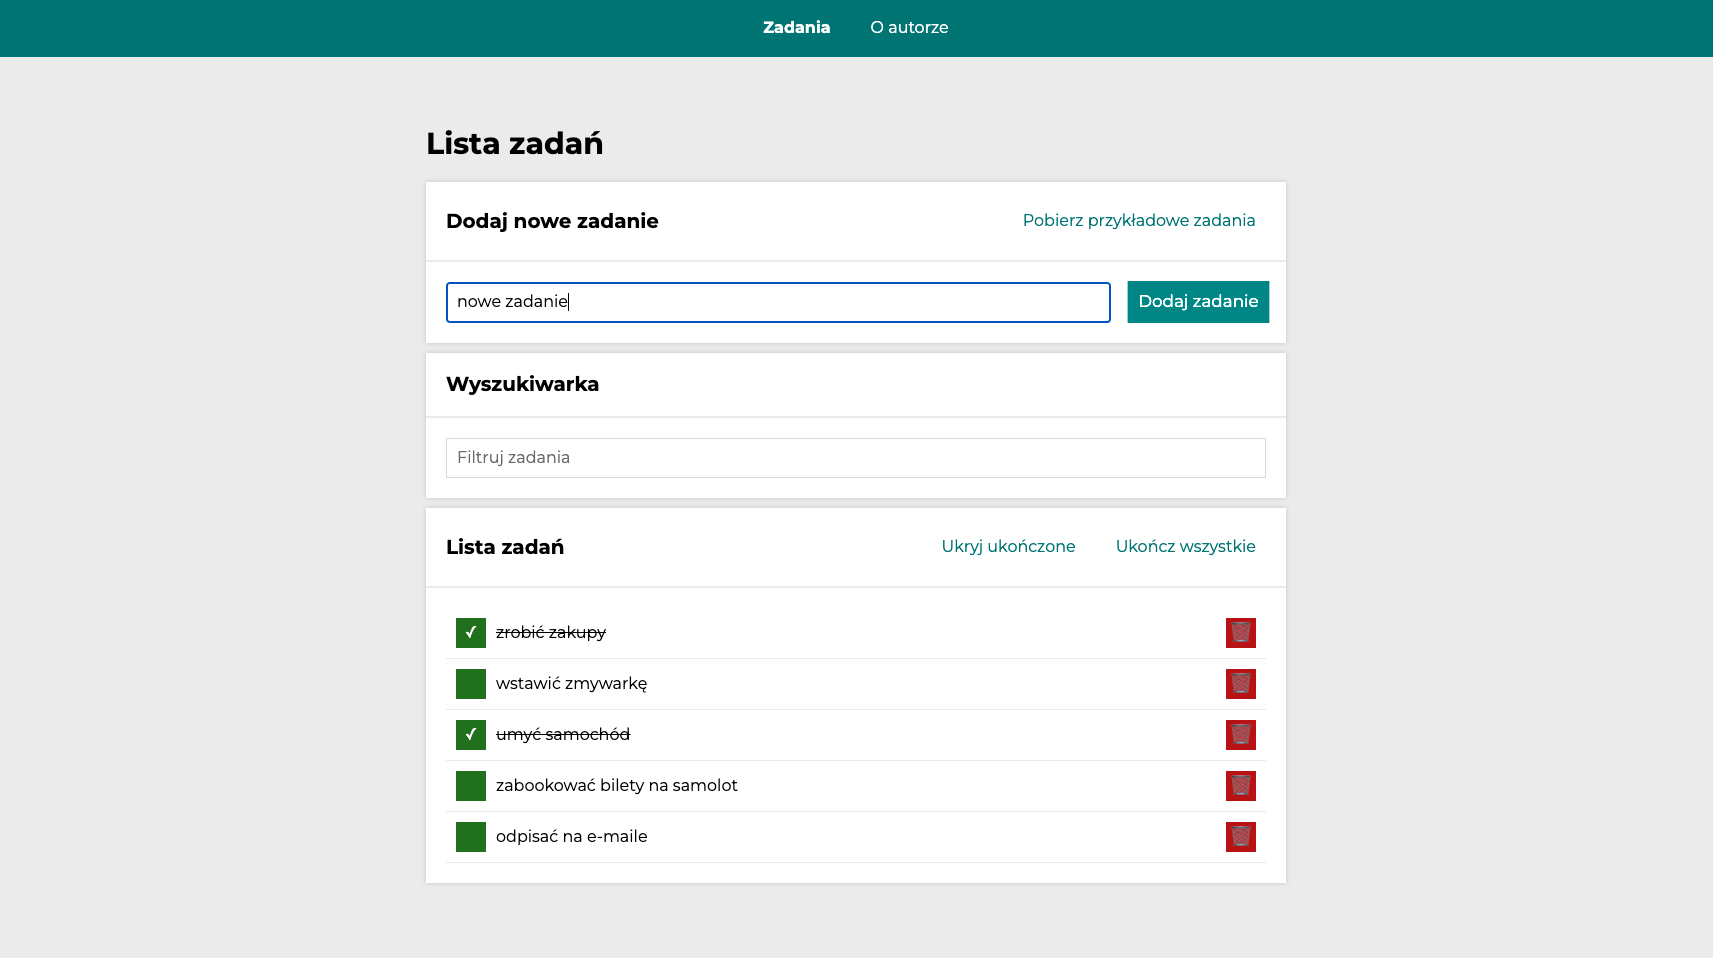 Zadania O autorze
Lista zadań
Dodaj nowe zadanie Pobierz przykładowe zadania
nowe zadanie Dodaj zadanie
Wyszukiwarka
Filtruj zadania
Lista zadań Ukryj ukończone Ukończ wszystkie
✓ zrobić zakupy
wstawić zmywarkę
✓ umyć samochód
zabookować bilety na samolot
odpisać na e-maile